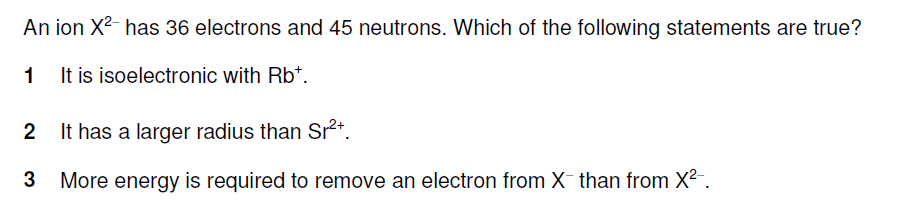 An ion X²⁻ has 36 electrons and 45 neutrons. Which of the following statements are true?
1 It is isoelectronic with Rb⁺.
2 It has a larger radius than Sr²⁺.
3 More energy is required to remove an electron from X⁻ than from X²⁻.